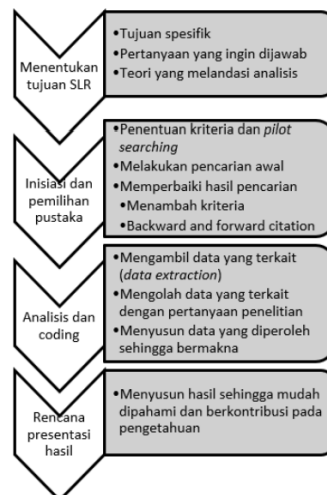 Menentukan
tujuan SLR
•Tujuan spesifik
•Pertanyaan yang ingin dijawab
•Teori yang melandasi analisis
Inisiasi dan
pemilihan
pustaka
•Penentuan kriteria dan pilot
searching
•Melakukan pencarian awal
•Memperbaiki hasil pencarian
•Menambah kriteria
•Backward and forward citation
Analisis dan
coding
•Mengambil data yang terkait
(data extraction)
•Mengolah data yang terkait
dengan pertanyaan penelitian
•Menyusun data yang diperoleh
sehingga bermakna
Rencana
presentasi
hasil
•Menyusun hasil sehingga mudah
dipahami dan berkontribusi pada
pengetahuan